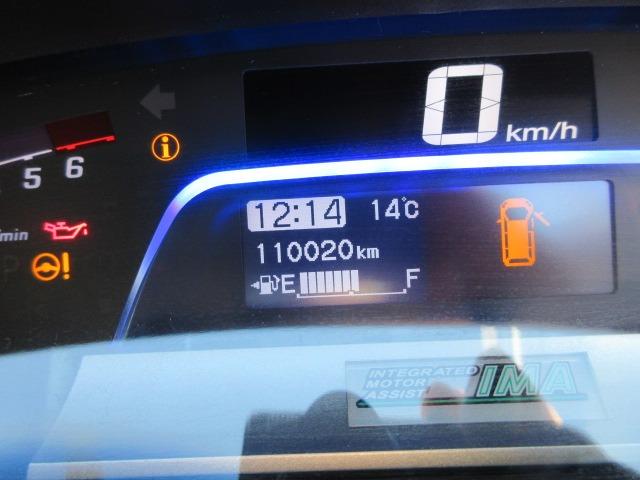 0 km/h
5 6
/min
12:14 14℃
110020km
E F
INTEGRATED
MOTOR
ASSIST
IMA